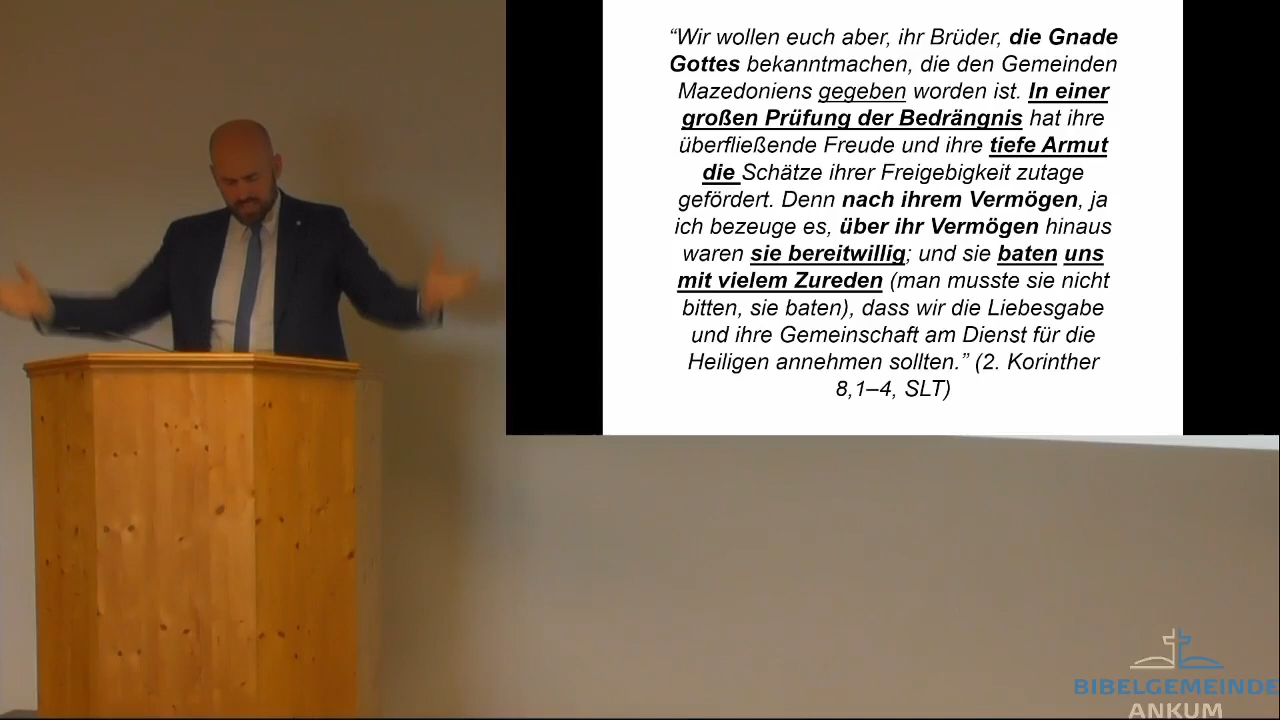 “Wir wollen euch aber, ihr Brüder, die Gnade
Gottes bekanntmachen, die den Gemeinden
Mazedoniens gegeben worden ist. In einer
großen Prüfung der Bedrängnis hat ihre
überfließende Freude und ihre tiefe Armut
die Schätze ihrer Freigebigkeit zutage
gefördert. Denn nach ihrem Vermögen, ja
ich bezeuge es, über ihr Vermögen hinaus
waren sie bereitwillig; und sie baten uns
mit vielem Zureden (man musste sie nicht
bitten, sie baten), dass wir die Liebesgabe
und ihre Gemeinschaft am Dienst für die
Heiligen annehmen sollten.” (2. Korinther
8,1–4, SLT)
BIBELGEMEINDE
ANKUM